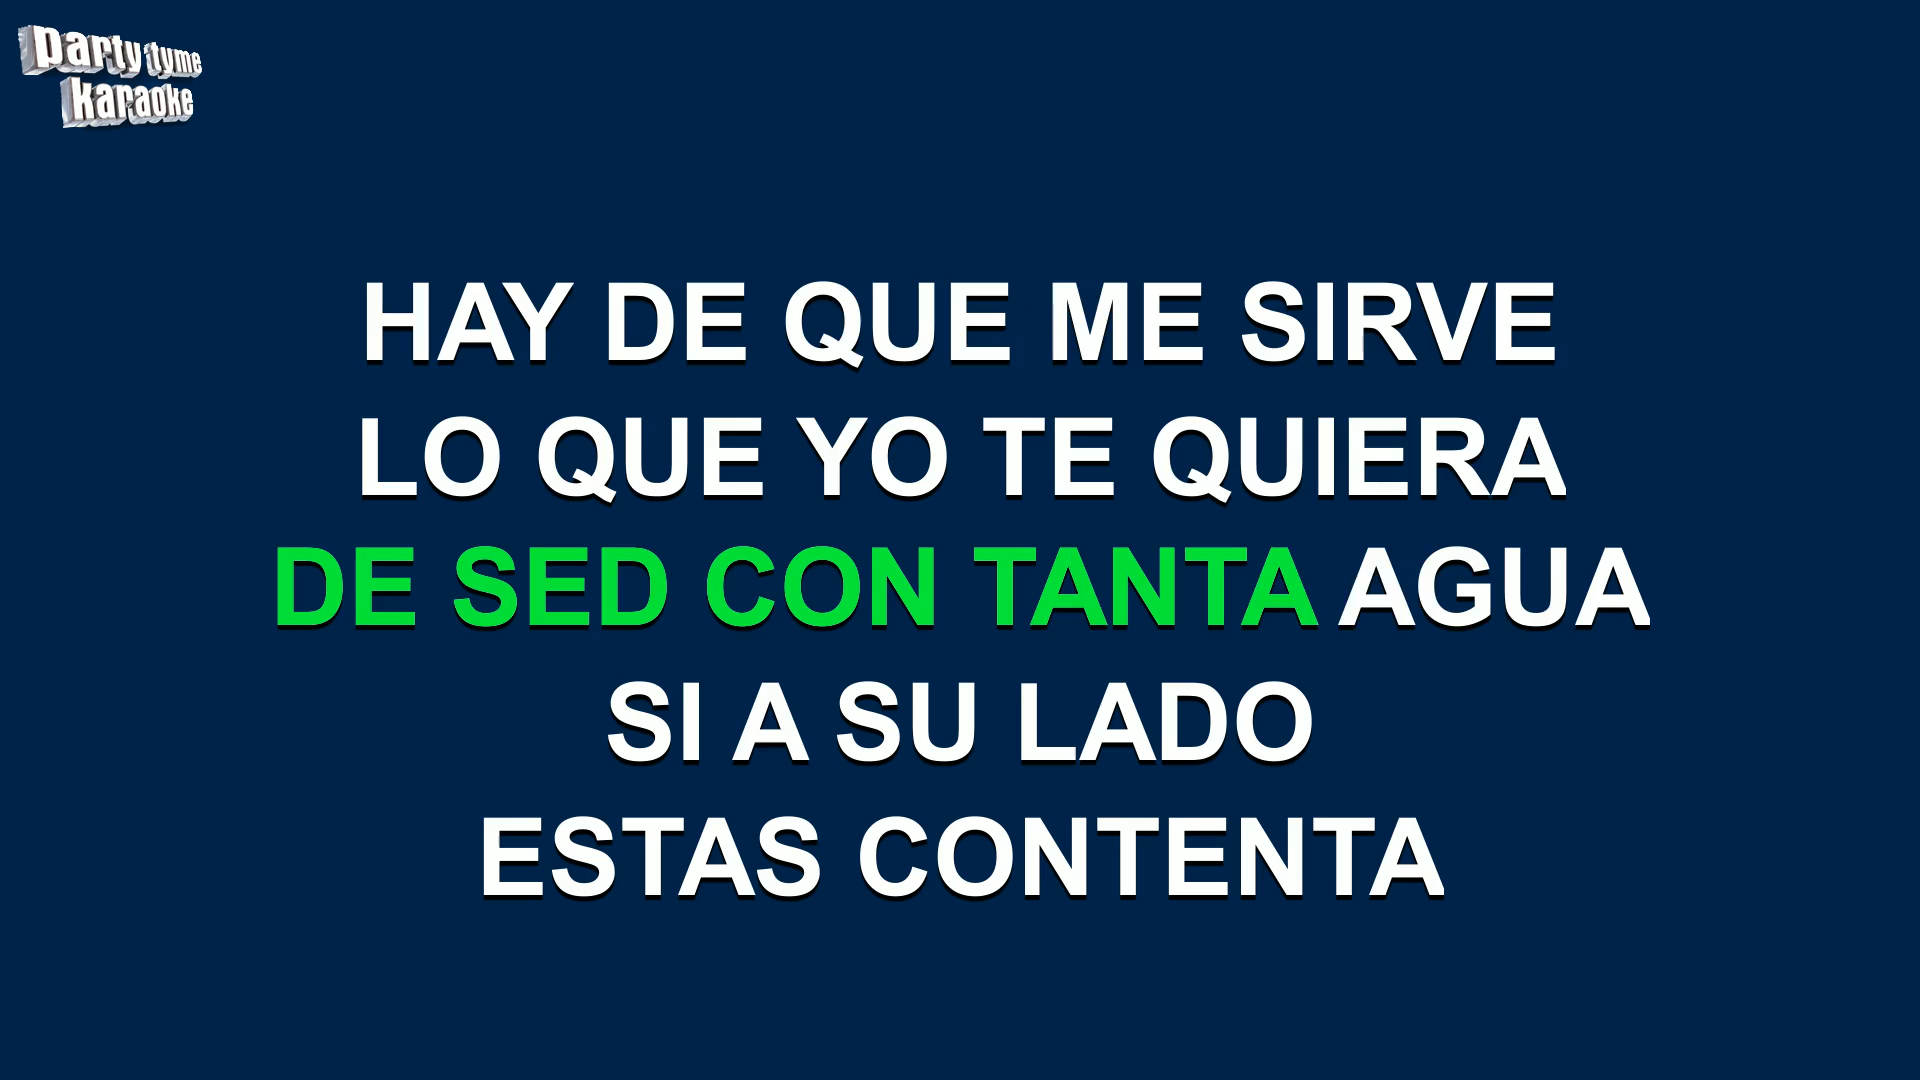 party tyme
karaoke
HAY DE QUE ME SIRVE
LO QUE YO TE QUIERA
DE SED CON TANTA AGUA
SI A SU LADO
ESTAS CONTENTA